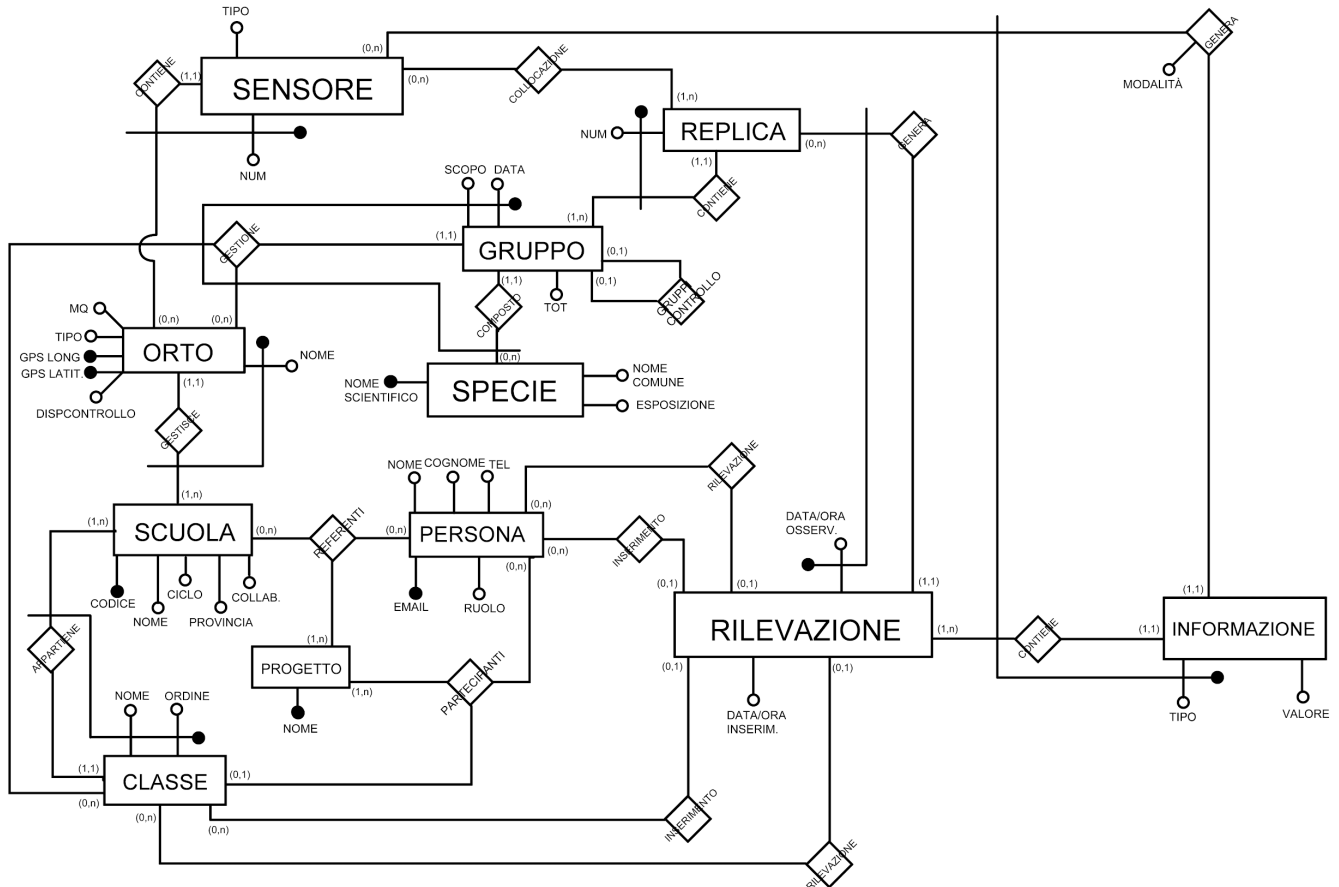 TIPO
(0,n)
GENERA
CONTIENE
(1,1)
SENSORE
(0,n)
COLLOCAZIONE
MODALITÀ
(1,n)
NUM
REPLICA
(0,n)
GENERA
NUM
(1,1)
SCOPO
DATA
CONTIENE
(1,n)
GESTIONE
(1,1)
GRUPPO
(0,1)
(1,1)
(0,1)
GRUPPI
CONTROLLO
TOT
COMPOSTO
MQ
(0,n)
(0,n)
TIPO
ORTO
NOME
GPS LONG
GPS LATIT.
(0,n)
(1,1)
NOME
SCIENTIFICO
SPECIE
NOME
COMUNE
ESPOSIZIONE
DISPCONTROLLO
GESTISCE
NOME
COGNOME
TEL
RILEVAZIONE
(1,n)
(0,n)
(1,n)
SCUOLA
(0,n)
REFERENTI
(0,n)
PERSONA
(0,n)
INSERIMENTO
DATA/ORA
OSSERV.
(0,n)
CODICE
NOME
CICLO
PROVINCIA
COLLAB.
EMAIL
RUOLO
(0,1)
(0,1)
(1,1)
(1,1)
RILEVAZIONE
(1,n)
CONTIENE
(1,1)
INFORMAZIONE
APPARTIENE
(1,n)
PROGETTO
(1,n)
PARTECIPANTI
(0,1)
(0,1)
NOME
NOME
ORDINE
DATA/ORA
INSERIM.
TIPO
VALORE
(1,1)
CLASSE
(0,1)
(0,n)
(0,n)
(0,n)
INSERIMENTO
RILEVAZIONE